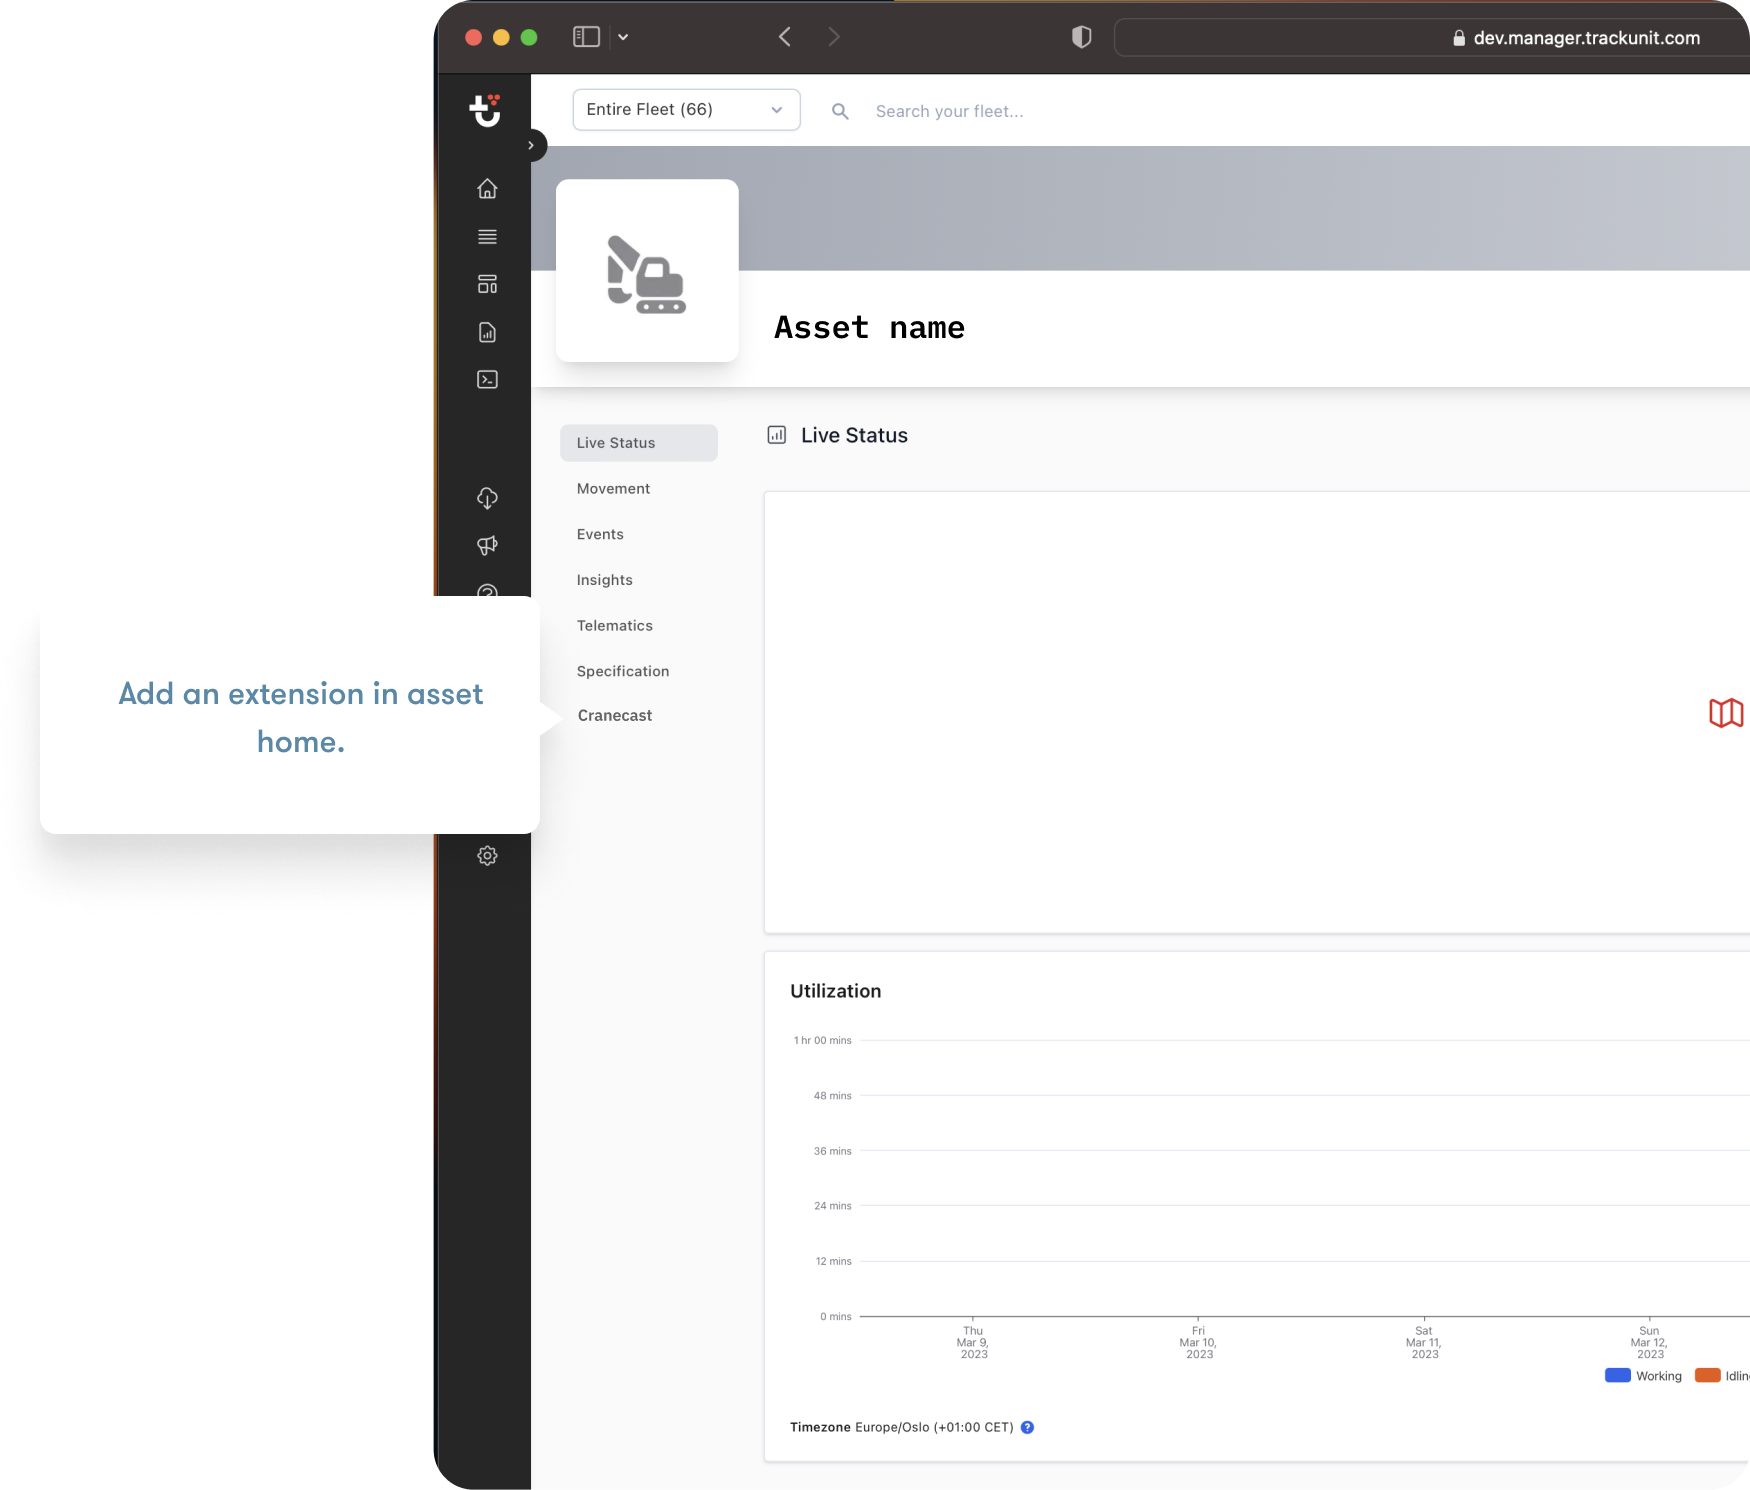 dev.manager.trackunit.com
Entire Fleet (66)
Search your fleet...
Asset name
Live Status
Movement
Events
Insights
Telematics
Specification
Cranecast
Add an extension in asset
home.
Live Status
Utilization
1 hr 00 mins
48 mins
36 mins
24 mins
12 mins
0 mins
Thu
Mar 9,
2023
Fri
Mar 10,
2023
Sat
Mar 11,
2023
Sun
Mar 12,
2023
Working
Timezone Europe/Oslo (+01:00 CET) ?